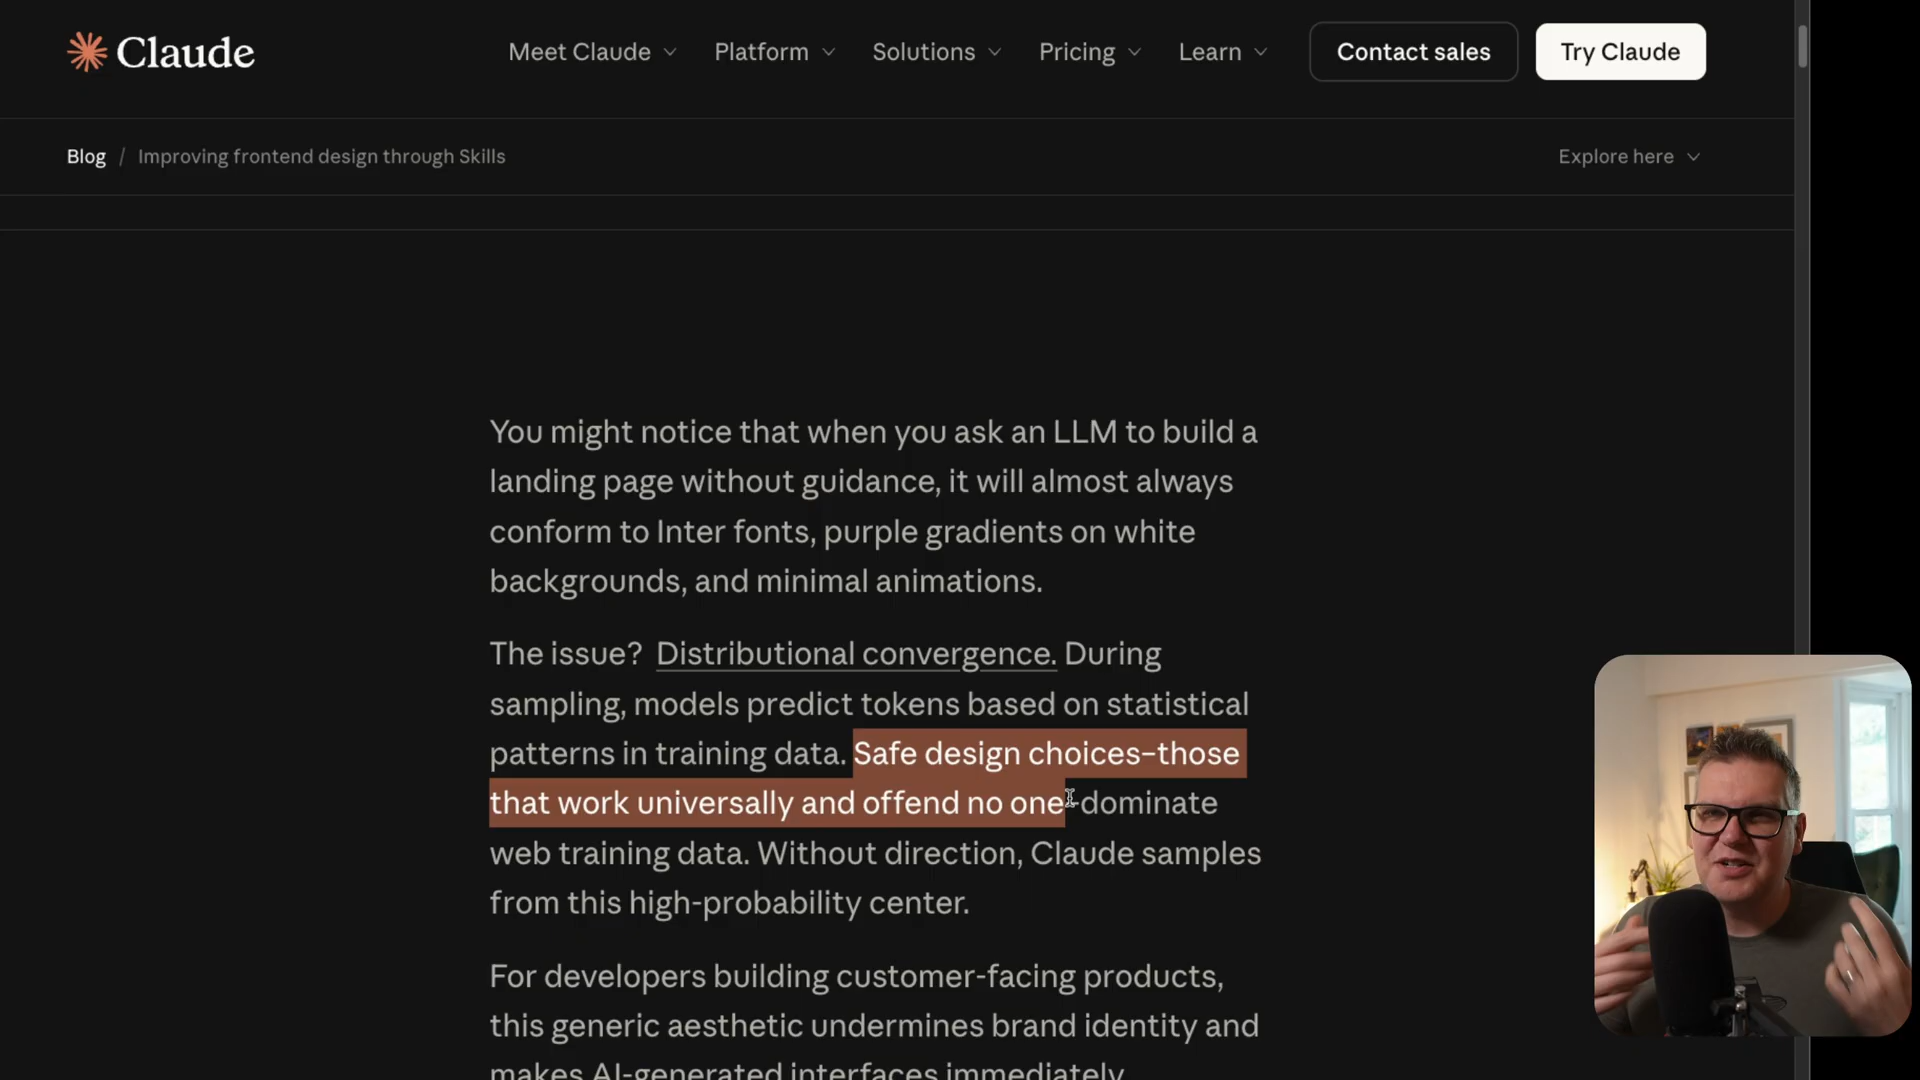 Claude
Meet Claude
Platform
Solutions
Pricing
Learn
Contact sales
Try Claude
Blog / Improving frontend design through Skills
Explore here
You might notice that when you ask an LLM to build a
landing page without guidance, it will almost always
conform to Inter fonts, purple gradients on white
backgrounds, and minimal animations.
The issue? Distributional convergence. During
sampling, models predict tokens based on statistical
patterns in training data. Safe design choices–those
that work universally and offend no one–dominate
web training data. Without direction, Claude samples
from this high-probability center.
For developers building customer-facing products,
this generic aesthetic undermines brand identity and
makes AI-generated interfaces immediately